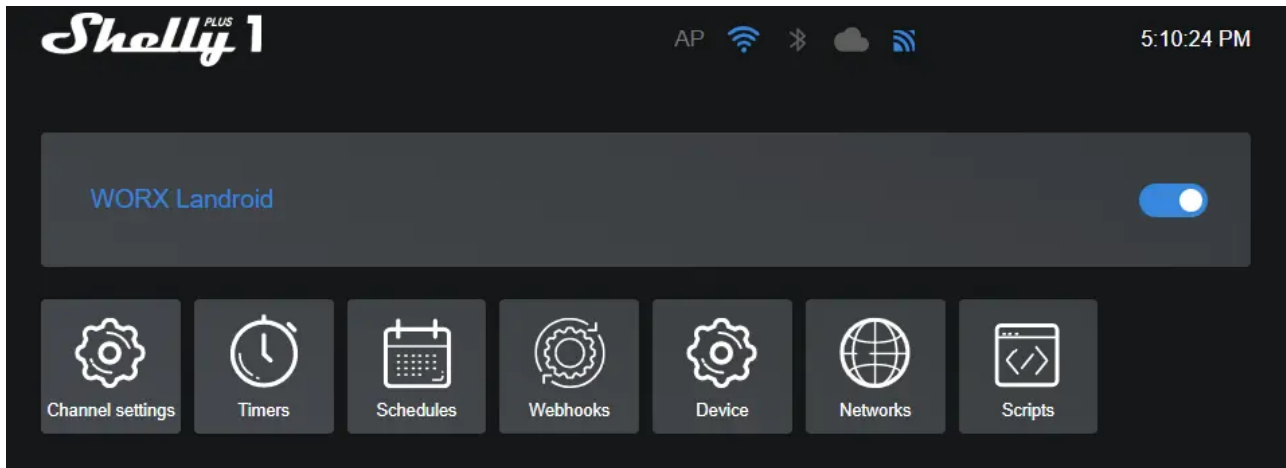 Shelly PLUS 1
AP
5:10:24 PM
WORX Landroid
Channel settings
Timers
Schedules
Webhooks
Device
Networks
Scripts